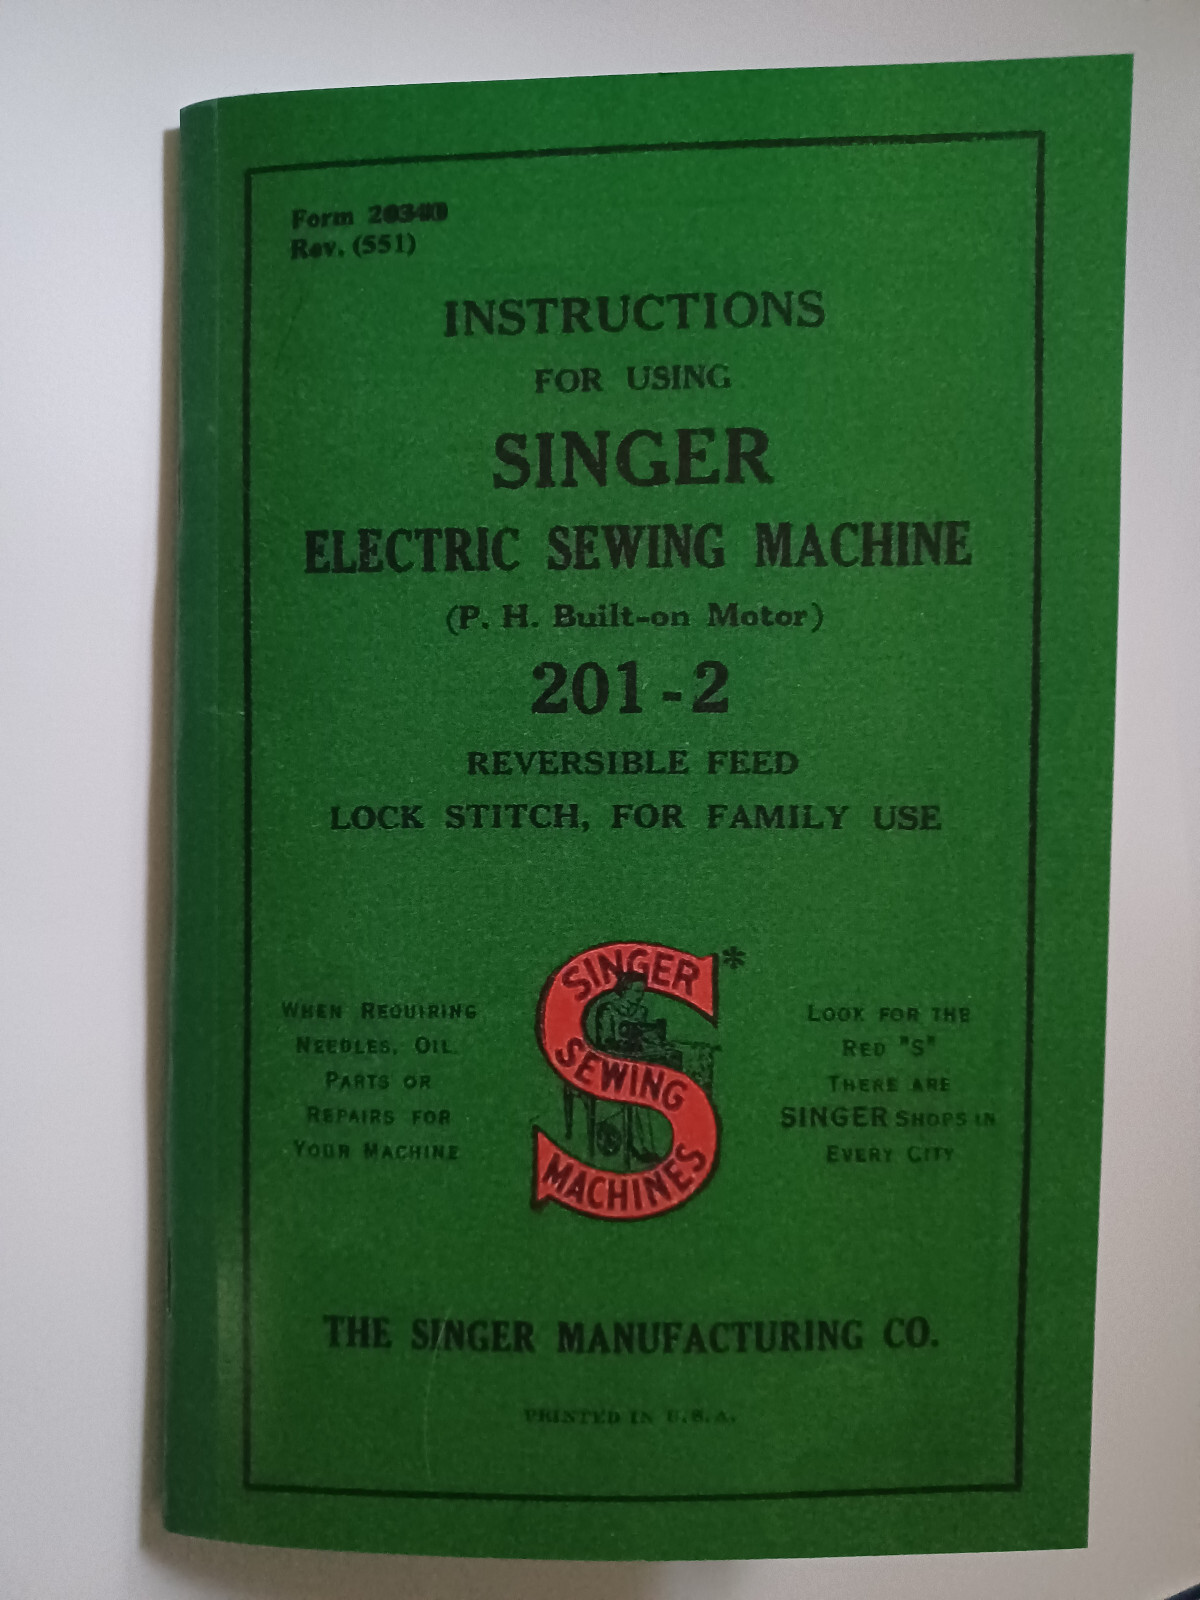 Form
Rev. (551)
INSTRUCTIONS
FOR USING
SINGER
ELECTRIC SEWING MACHINE
(P. H. Built-on Motor)
201-2
REVERSIBLE FEED
LOCK STITCH, FOR FAMILY USE
WHEN REQUIRING
NEEDLES, OIL,
PARTS OR
REPAIRS FOR
YOUR MACHINE
SINGER *
SEWING
MACHINES
LOOK FOR THE
RED "S"
THERE ARE
SINGER SHOPS IN
EVERY CITY
THE SINGER MANUFACTURING CO.
PRINTED IN U.S.A.